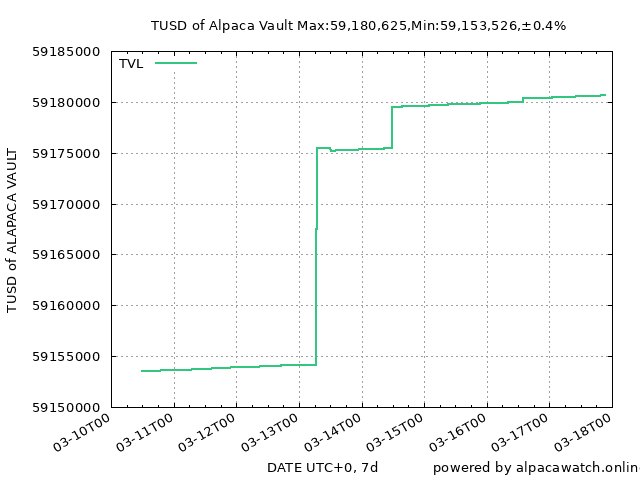 TUSD of Alpaca Vault Max:59,180,625,Min:59,153,526,±0.4%
TVL
59185000
59180000
59175000
59170000
59165000
59160000
59155000
59150000
TUSD of ALAPACA VAULT
03-10T00
03-11T00
03-12T00
03-13T00
03-14T00
03-15T00
03-16T00
03-17T00
03-18T00
DATE UTC+0, 7d
powered by alpacawatch.onlin